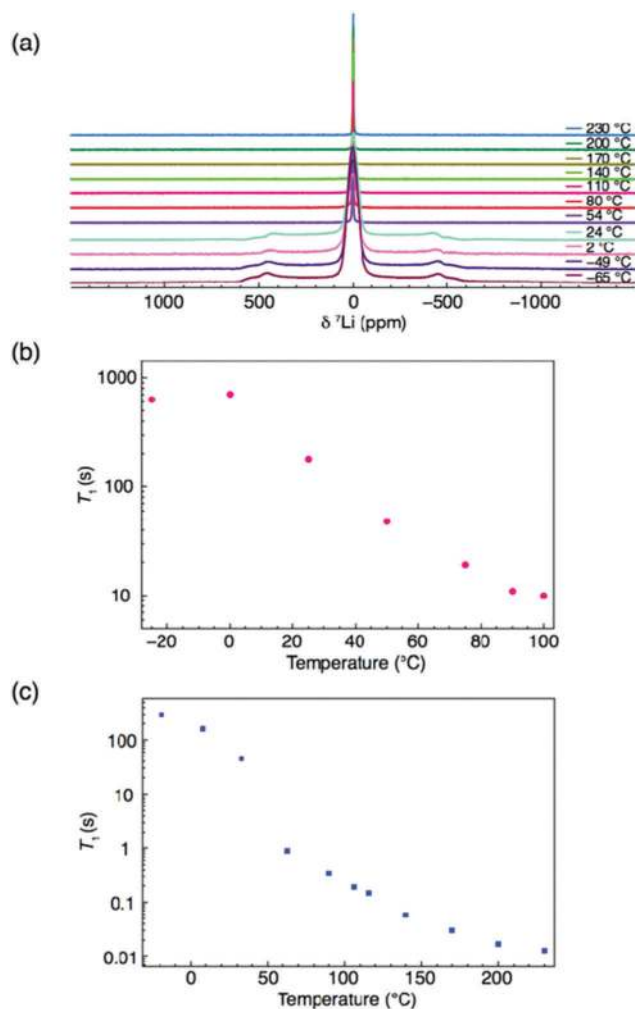 (a)
230 °C
200 °C
170 °C
140 °C
110 °C
80 °C
54 °C
24 °C
2 °C
−49 °C
−65 °C
1000 500 0 −500 −1000
δ ⁷Li (ppm)
(b)
1000
100
10
T₁ (s)
−20 0 20 40 60 80 100
Temperature (°C)
(c)
100
10
1
0.1
0.01
T₁ (s)
0 50 100 150 200
Temperature (°C)